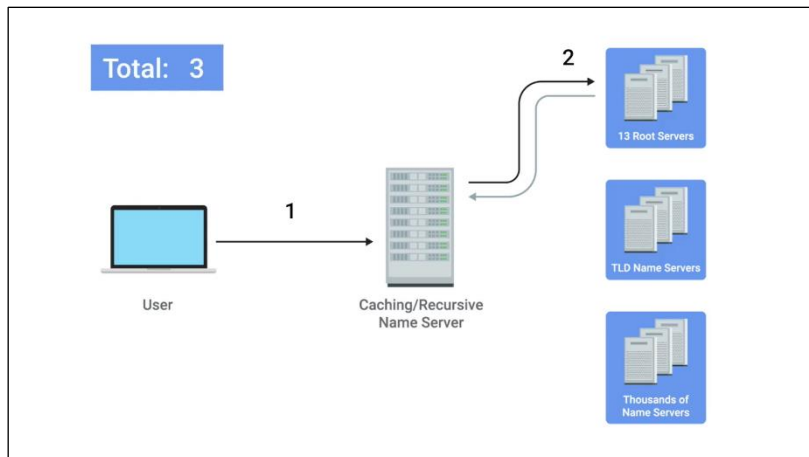 Total: 3
2
13 Root Servers
1
TLD Name Servers
User
Caching/Recursive
Name Server
Thousands of
Name Servers